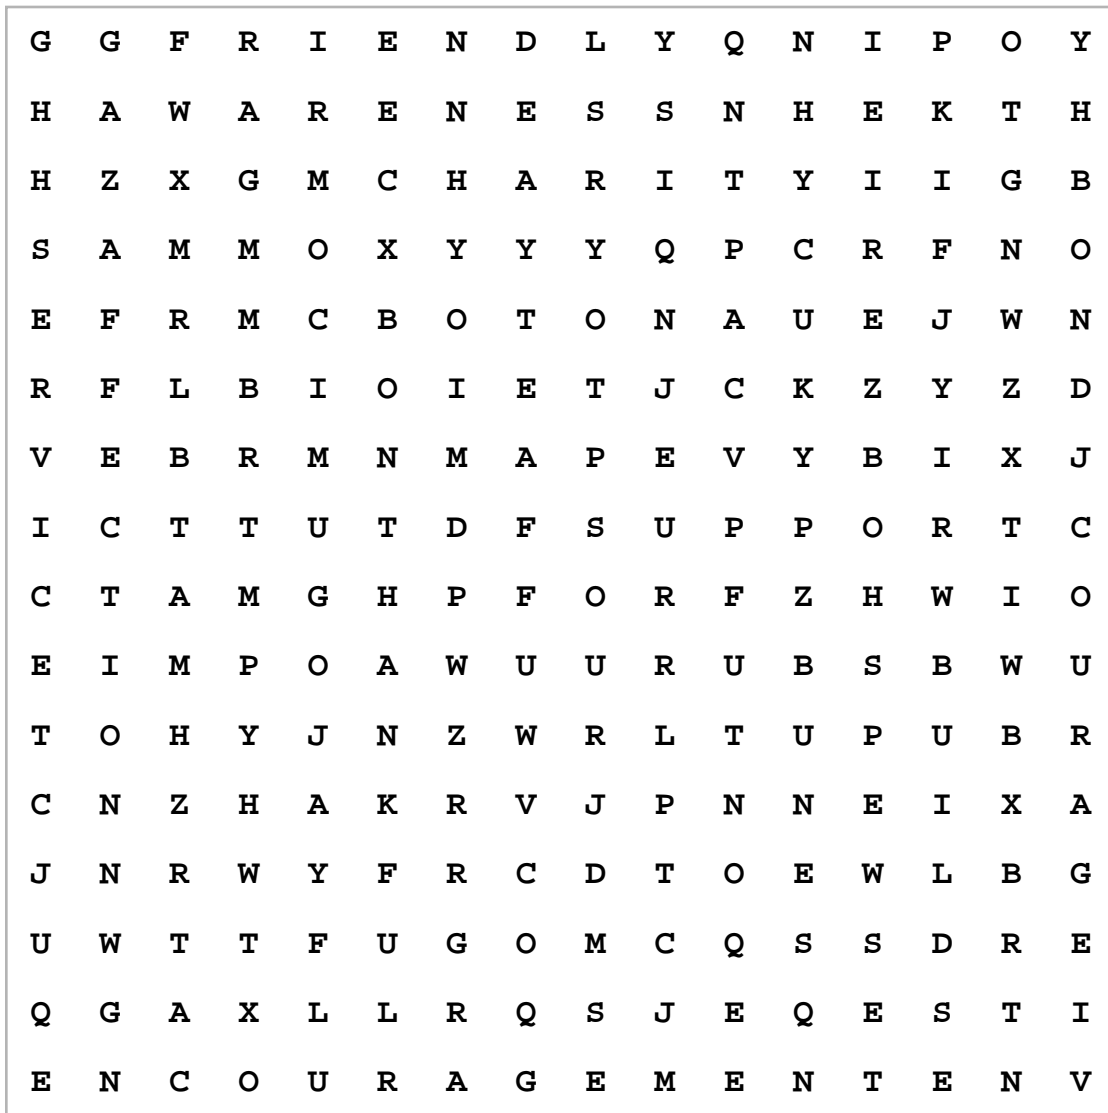 G G F R I E N D L Y Q N I P O Y
H A W A R E N E S S N H E K T H
H Z X G M C H A R I T Y I I G B
S A M M O X Y Y Y Q P C R F N O
E F R M C B O T O N A U E J W N
R F L B I O I E T J C K Z Y Z D
V E B R M N M A P E V Y B I X J
I C T T U T D F S U P P O R T C
C T A M G H P F O R F Z H W I O
E I M P O A W U U R U B S B W U
T O H Y J N Z W R L T U P U B R
C N Z H A K R V J P N N E I X A
J N R W Y F R C D T O E W L B G
U W T T F U G O M C Q S S D R E
Q G A X L L R Q S J E Q E S T I
E N C O U R A G E M E N T E N V